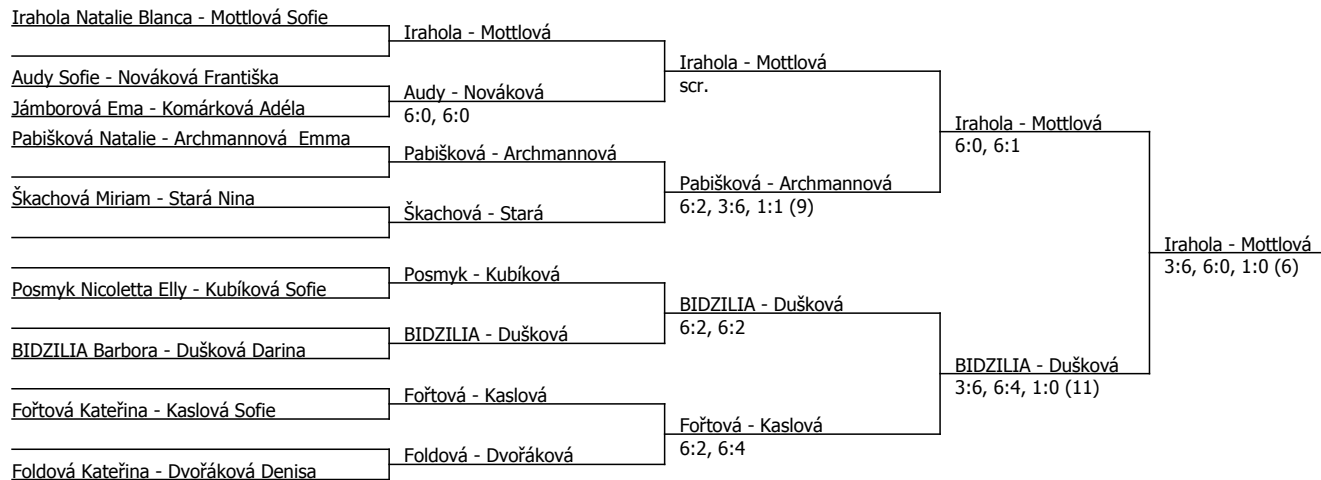 Irahola Natalie Blanca - Mottlová Sofie
Irahola - Mottlová
Irahola - Mottlová
scr.
Audy Sofie - Nováková Františka
Audy - Nováková
6:0, 6:0
Jámborová Ema - Komárková Adéla
Irahola - Mottlová
6:0, 6:1
Pabišková Natalie - Archmannová  Emma
Pabišková - Archmannová
Pabišková - Archmannová
6:2, 3:6, 1:1 (9)
Škachová Miriam - Stará Nina
Škachová - Stará
Irahola - Mottlová
3:6, 6:0, 1:0 (6)
Posmyk - Kubíková
Posmyk Nicoletta Elly - Kubíková Sofie
BIDZILIA - Dušková
6:2, 6:2
BIDZILIA - Dušková
BIDZILIA Barbora - Dušková Darina
BIDZILIA - Dušková
3:6, 6:4, 1:0 (11)
Fořtová - Kaslová
Fořtová Kateřina - Kaslová Sofie
Fořtová - Kaslová
6:2, 6:4
Foldová - Dvořáková
Foldová Kateřina - Dvořáková Denisa